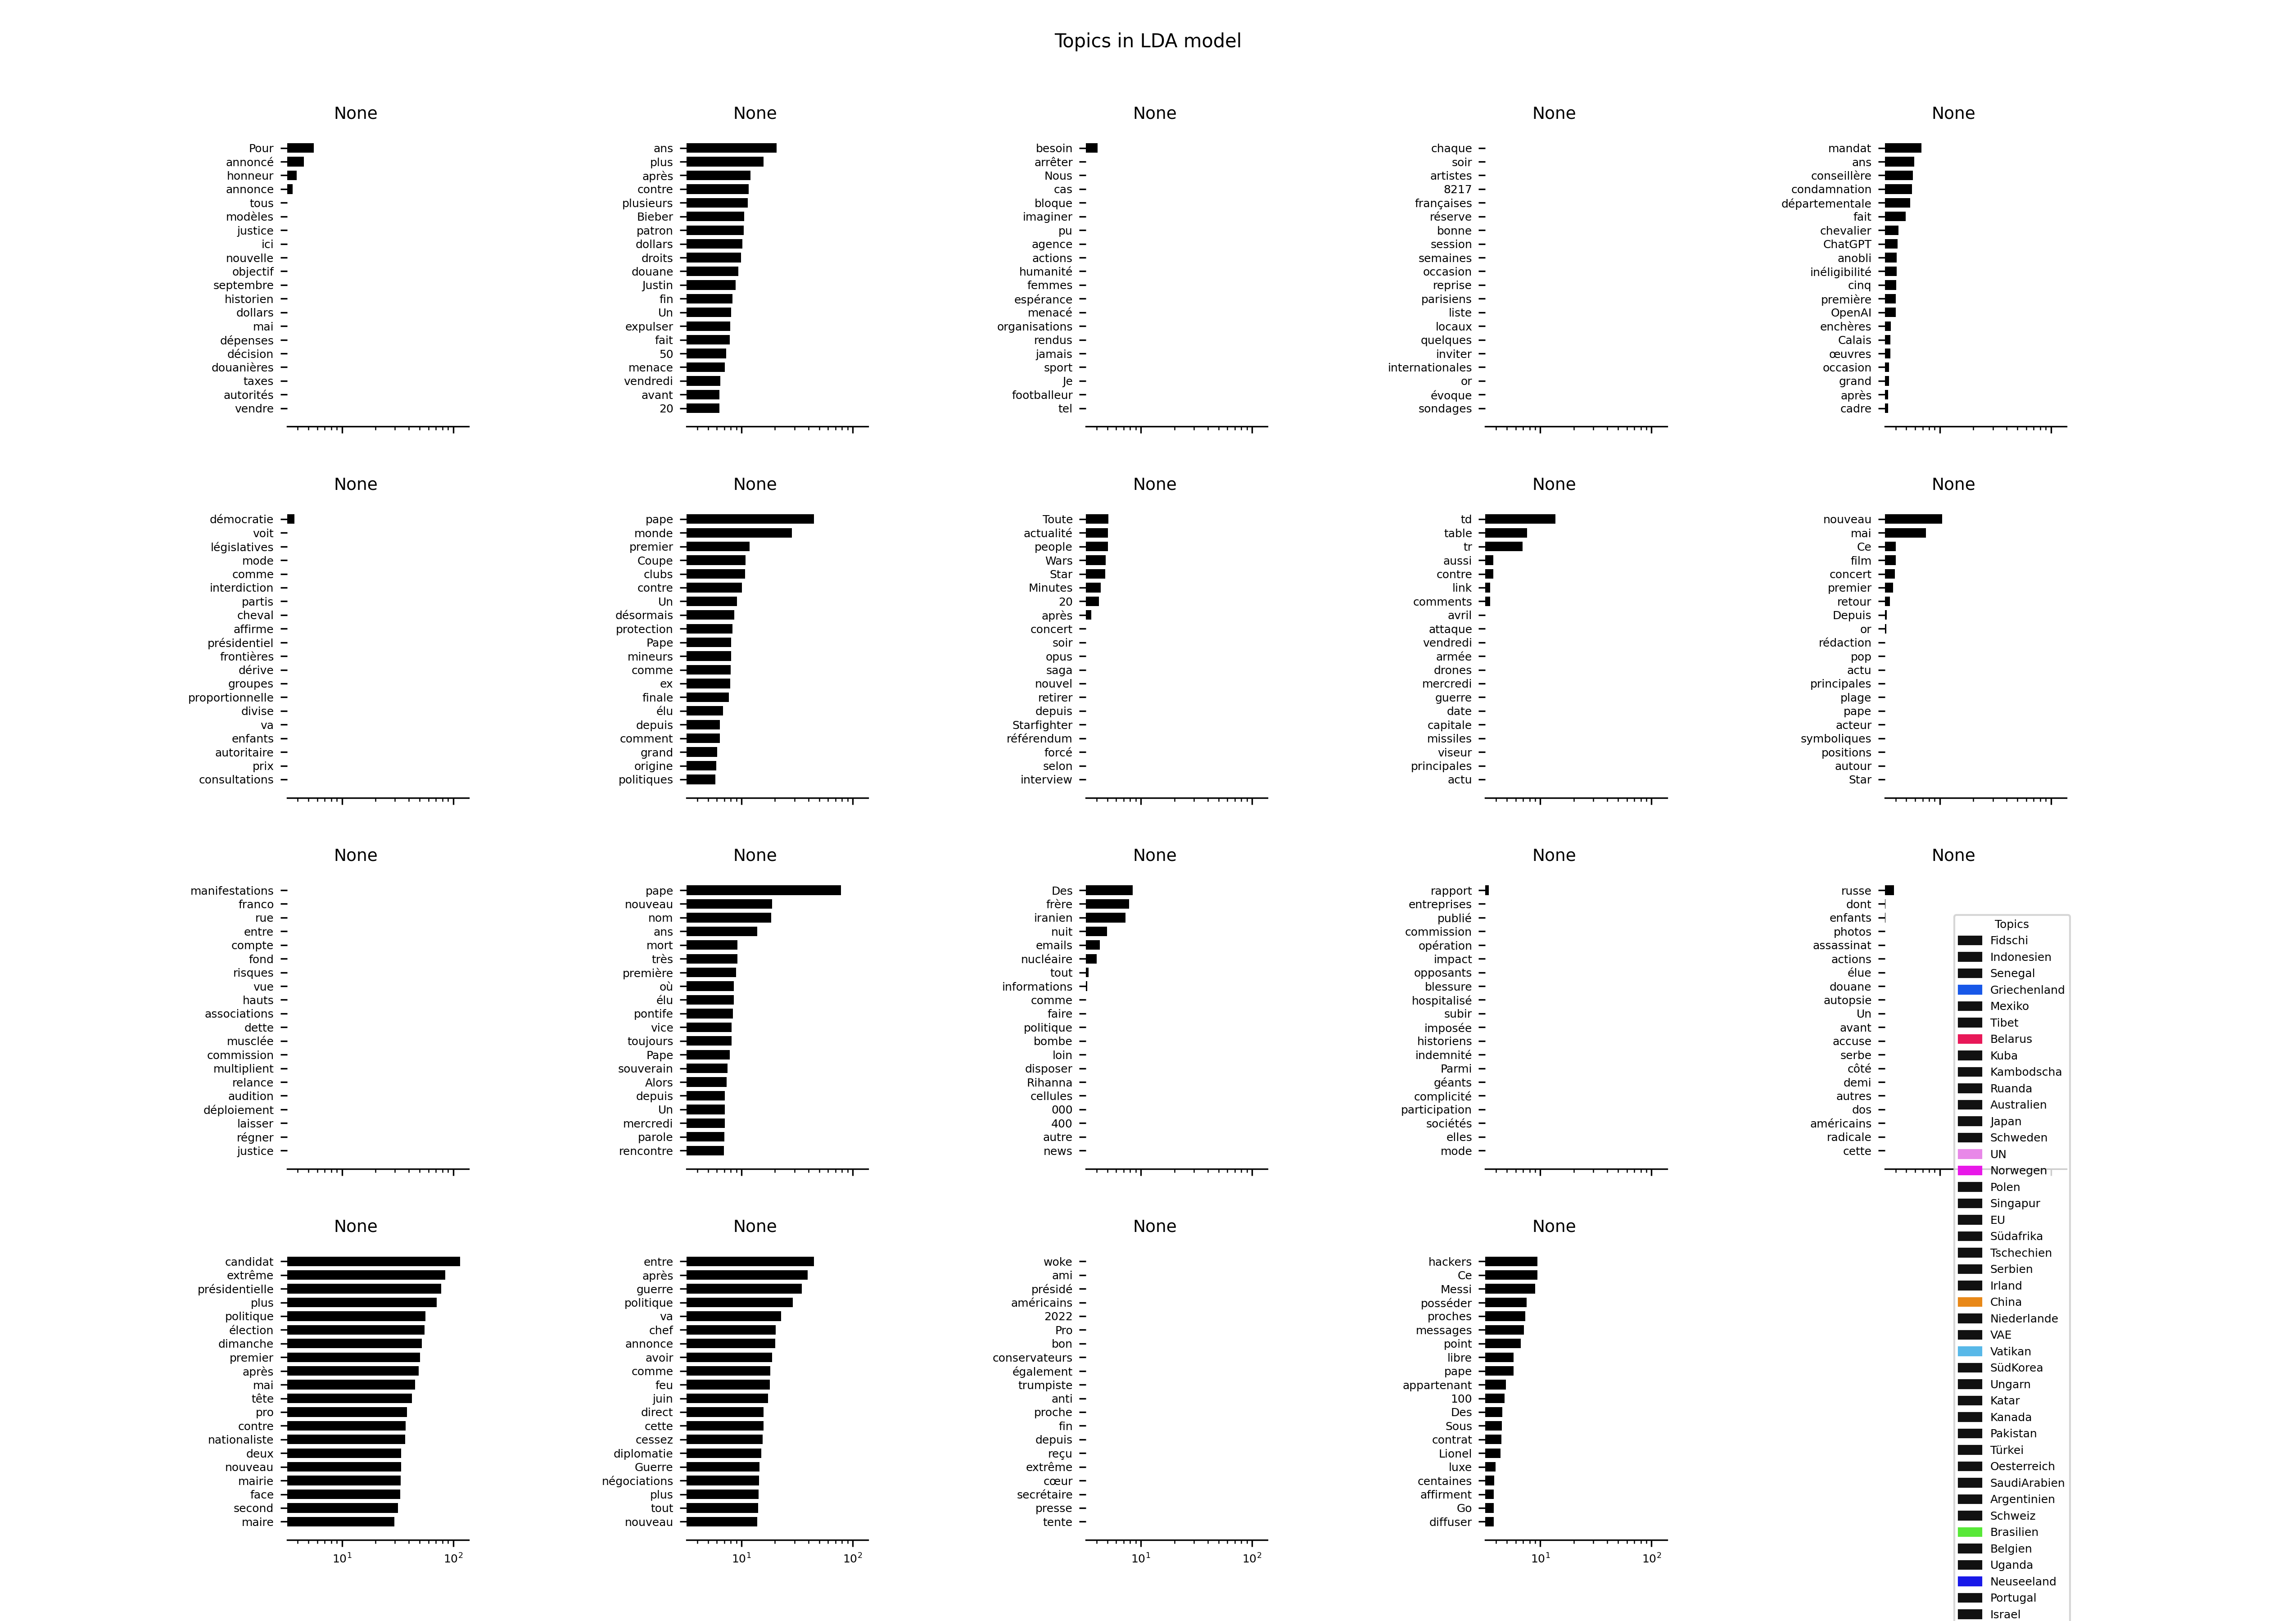 Topics in LDA model
None
Pour
annoncé
honneur
annonce
tous
modèles
justice
ici
nouvelle
objectif
septembre
historien
dollars
mai
dépenses
décision
douanières
taxes
autorités
vendre
None
ans
plus
après
contre
plusieurs
Bieber
patron
dollars
droits
douane
Justin
fin
Un
expulser
fait
50
menace
vendredi
avant
20
None
besoin
arrêter
Nous
cas
bloque
imaginer
pu
agence
actions
humanité
femmes
espérance
menacé
organisations
rendus
jamais
sport
Je
footballeur
tel
None
chaque
soir
artistes
8217
françaises
réserve
bonne
session
semaines
occasion
reprise
parisiens
liste
locaux
quelques
inviter
internationales
or
évoque
sondages
None
mandat
ans
conseillère
condamnation
départementale
fait
chevalier
ChatGPT
anobli
inéligibilité
cinq
première
OpenAI
enchères
Calais
œuvres
occasion
grand
après
cadre
None
démocratie
voit
législatives
mode
comme
interdiction
partis
cheval
affirme
présidentiel
frontières
dérive
groupes
proportionnelle
divise
va
enfants
autoritaire
prix
consultations
None
pape
monde
premier
Coupe
clubs
contre
Un
désormais
protection
Pape
mineurs
comme
ex
finale
élu
depuis
comment
grand
origine
politiques
None
Toute
actualité
people
Wars
Star
Minutes
20
après
concert
soir
opus
saga
nouvel
retirer
depuis
Starfighter
référendum
forcé
selon
interview
None
td
table
tr
aussi
contre
link
comments
avril
attaque
vendredi
armée
drones
mercredi
guerre
date
capitale
missiles
viseur
principales
actu
None
nouveau
mai
Ce
film
concert
premier
retour
Depuis
or
rédaction
pop
actu
principales
plage
pape
acteur
symboliques
positions
autour
Star
None
manifestations
franco
rue
entre
compte
fond
risques
vue
hauts
associations
dette
musclée
commission
multiplient
relance
audition
déploiement
laisser
régner
justice
None
pape
nouveau
nom
ans
mort
très
première
où
élu
pontife
vice
toujours
Pape
souverain
Alors
depuis
Un
mercredi
parole
rencontre
None
Des
frère
iranien
nuit
emails
nucléaire
tout
informations
comme
faire
politique
bombe
loin
disposer
Rihanna
cellules
000
400
autre
news
None
rapport
entreprises
publié
commission
opération
impact
opposants
blessure
hospitalisé
subir
imposée
historiens
indemnité
Parmi
géants
complicité
participation
sociétés
elles
mode
None
russe
dont
enfants
photos
assassinat
actions
élue
douane
autopsie
Un
avant
accuse
serbe
côté
demi
autres
dos
américains
radicale
cette
None
candidat
extrême
présidentielle
plus
politique
élection
dimanche
premier
après
mai
tête
pro
contre
nationaliste
deux
nouveau
mairie
face
second
maire
10¹ 10²
None
entre
après
guerre
politique
va
chef
annonce
avoir
comme
feu
juin
direct
cette
cessez
diplomatie
Guerre
négociations
plus
tout
nouveau
10¹ 10²
None
woke
ami
présidé
américains
2022
Pro
bon
conservateurs
également
trumpiste
anti
proche
fin
depuis
reçu
extrême
cœur
secrétaire
presse
tente
10¹ 10²
None
hackers
Ce
Messi
posséder
proches
messages
point
libre
pape
appartenant
100
Des
Sous
contrat
Lionel
luxe
centaines
affirment
Go
diffuser
10¹ 10²
Topics
Fidschi
Indonesien
Senegal
Griechenland
Mexiko
Tibet
Belarus
Kuba
Kambodscha
Ruanda
Australien
Japan
Schweden
UN
Norwegen
Polen
Singapur
EU
Südafrika
Tschechien
Serbien
Irland
China
Niederlande
VAE
Vatikan
SüdKorea
Ungarn
Katar
Kanada
Pakistan
Türkei
Oesterreich
SaudiArabien
Argentinien
Schweiz
Brasilien
Belgien
Uganda
Neuseeland
Portugal
Israel